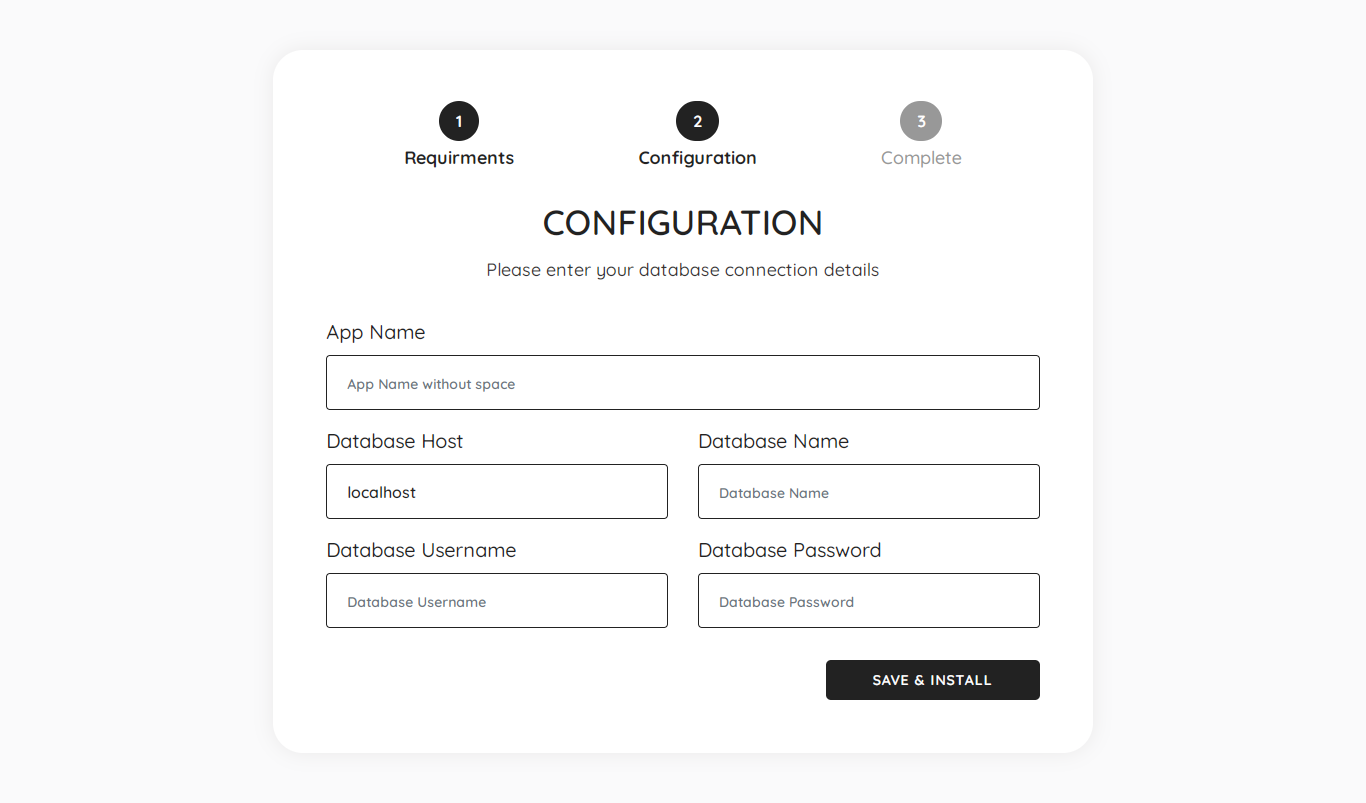 1 2 3
Requirments Configuration Complete
CONFIGURATION
Please enter your database connection details
App Name
App Name without space
Database Host Database Name
localhost Database Name
Database Username Database Password
Database Username Database Password
SAVE & INSTALL